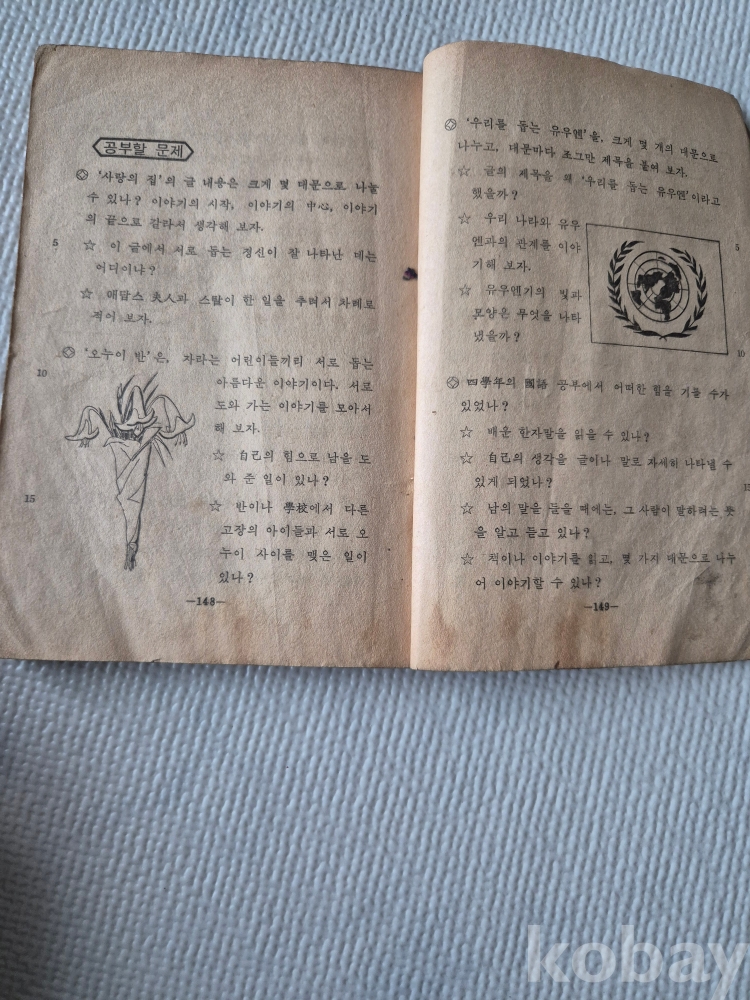 공부할 문제
'사랑의 집'의 글 내용은 크게 몇 대문으로 나눌
수 있나? 이야기의 시작, 이야기의 中心, 이야기
의 끝으로 갈라서 생각해 보자.
5
☆ 이 글에서 서로 돕는 정신이 잘 나타난 데는
어디이냐?
☆ 애덤스 夫人과 스탈이 한 일을 추려서 차례로
적어 보자.
'오누이 반'은, 자라는 어린이들끼리 서로 돕는
10
아름다운 이야기이다. 서로
도와 가는 이야기를 모아서
해 보자.
☆ 自己의 힘으로 남을 도
와 준 일이 있나?
15
☆ 반이나 學校에서 다른
고장의 아이들과 서로 오
누이 사이를 맺은 일이
있나?
—148—
'우리를 돕는 유우엔'을, 크게 몇 개의 대문으로
나누고, 대문마다 조그만 제목을 붙여 보자.
☆ 글의 제목을 왜 '우리를 돕는 유우엔'이라고
했을까?
☆ 우리 나라와 유우
5
엔과의 관계를 이야
기해 보자.
☆ 유우엔기의 빛과
모양은 무엇을 나타
냈을까?
10
四學年의 國語 공부에서 어떠한 힘을 기를 수가
있었나?
☆ 배운 한자말을 읽을 수 있나?
☆ 自己의 생각을 글이나 말로 자세히 나타낼 수
있게 되었나?
☆ 남의 말을 들을 때에는, 그 사람이 말하려는 뜻
을 알고 듣고 있나?
☆ 책이나 이야기를 읽고, 몇 가지 대문으로 나누
어 이야기할 수 있나?
—149—
kobay